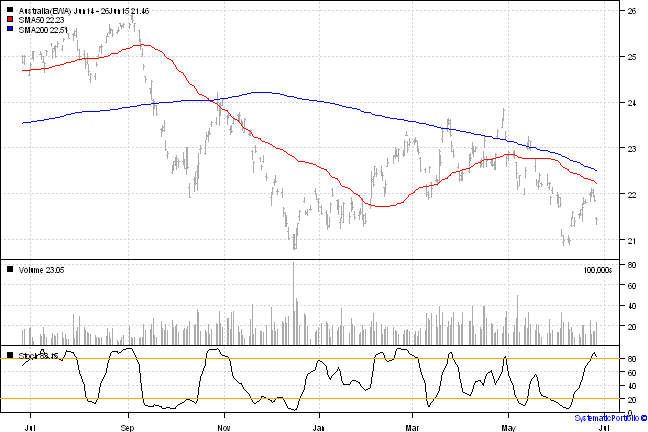 Australia(EWA) Jun14 - 26Jun15 21.46
SMA50 22.23
SMA200 22.51
26
25
24
23
22
21
Volume 23.05
100,000s
80
60
40
20
80
60
40
20
0
Jul Sep Nov Jan Mar May Jul
SystematicPortfolio ©